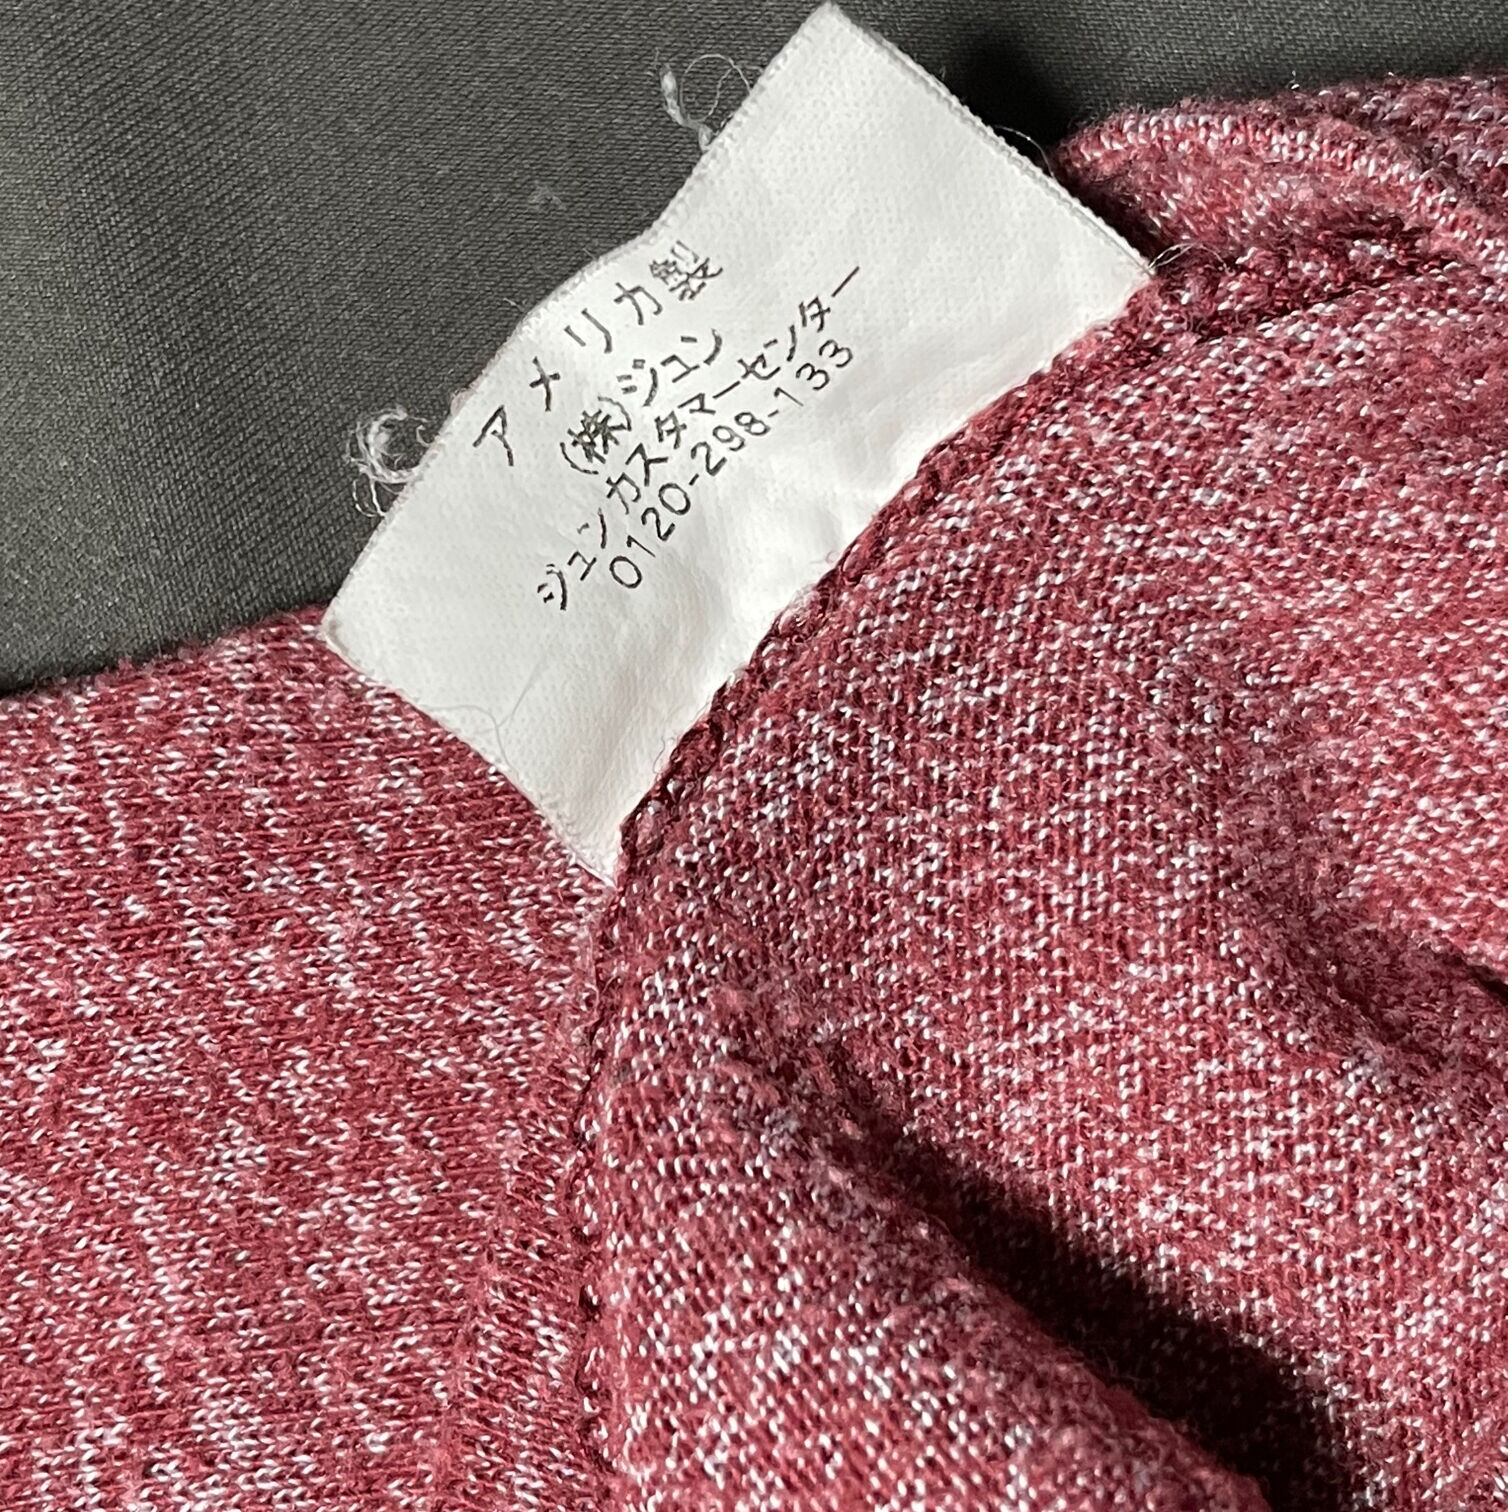 アメリカ製
(株)ジュン
ジュンカスタマーセンター
0120-298-133